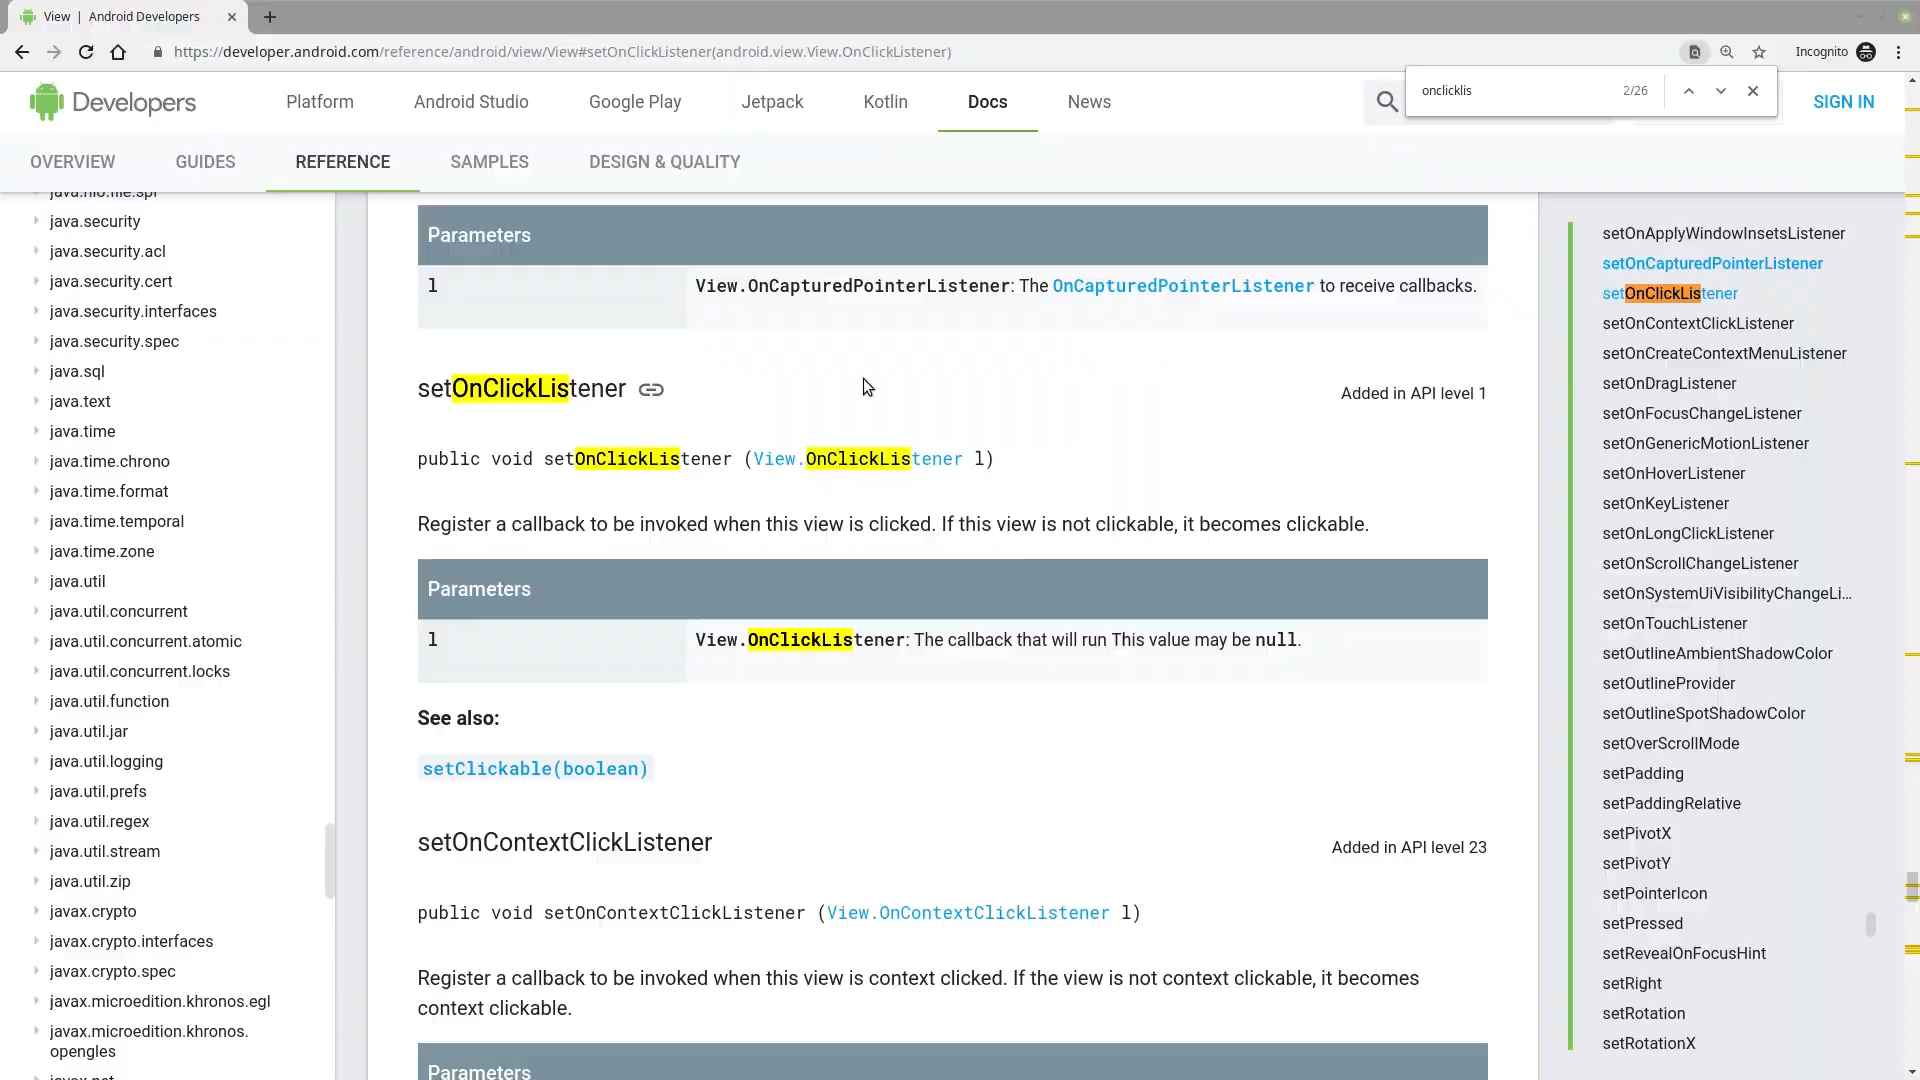 View | Android Developers
https://developer.android.com/reference/android/view/View#setOnClickListener(android.view.View.OnClickListener)
Incognito
onclicklis 2/26
Developers
Platform Android Studio Google Play Jetpack Kotlin Docs News
SIGN IN
OVERVIEW GUIDES REFERENCE SAMPLES DESIGN & QUALITY
java.nio.file.spi
java.security
java.security.acl
java.security.cert
java.security.interfaces
java.security.spec
java.sql
java.text
java.time
java.time.chrono
java.time.format
java.time.temporal
java.time.zone
java.util
java.util.concurrent
java.util.concurrent.atomic
java.util.concurrent.locks
java.util.function
java.util.jar
java.util.logging
java.util.prefs
java.util.regex
java.util.stream
java.util.zip
javax.crypto
javax.crypto.interfaces
javax.crypto.spec
javax.microedition.khronos.egl
javax.microedition.khronos.
opengles
javax.net
Parameters
l View.OnCapturedPointerListener: The OnCapturedPointerListener to receive callbacks.
setOnClickListener
Added in API level 1
public void setOnClickListener (View.OnClickListener l)
Register a callback to be invoked when this view is clicked. If this view is not clickable, it becomes clickable.
Parameters
l View.OnClickListener: The callback that will run This value may be null.
See also:
setClickable(boolean)
setOnContextClickListener
Added in API level 23
public void setOnContextClickListener (View.OnContextClickListener l)
Register a callback to be invoked when this view is context clicked. If the view is not context clickable, it becomes
context clickable.
Parameters
setOnApplyWindowInsetsListener
setOnCapturedPointerListener
setOnClickListener
setOnContextClickListener
setOnCreateContextMenuListener
setOnDragListener
setOnFocusChangeListener
setOnGenericMotionListener
setOnHoverListener
setOnKeyListener
setOnLongClickListener
setOnScrollChangeListener
setOnSystemUiVisibilityChangeLi...
setOnTouchListener
setOutlineAmbientShadowColor
setOutlineProvider
setOutlineSpotShadowColor
setOverScrollMode
setPadding
setPaddingRelative
setPivotX
setPivotY
setPointerIcon
setPressed
setRevealOnFocusHint
setRight
setRotation
setRotationX